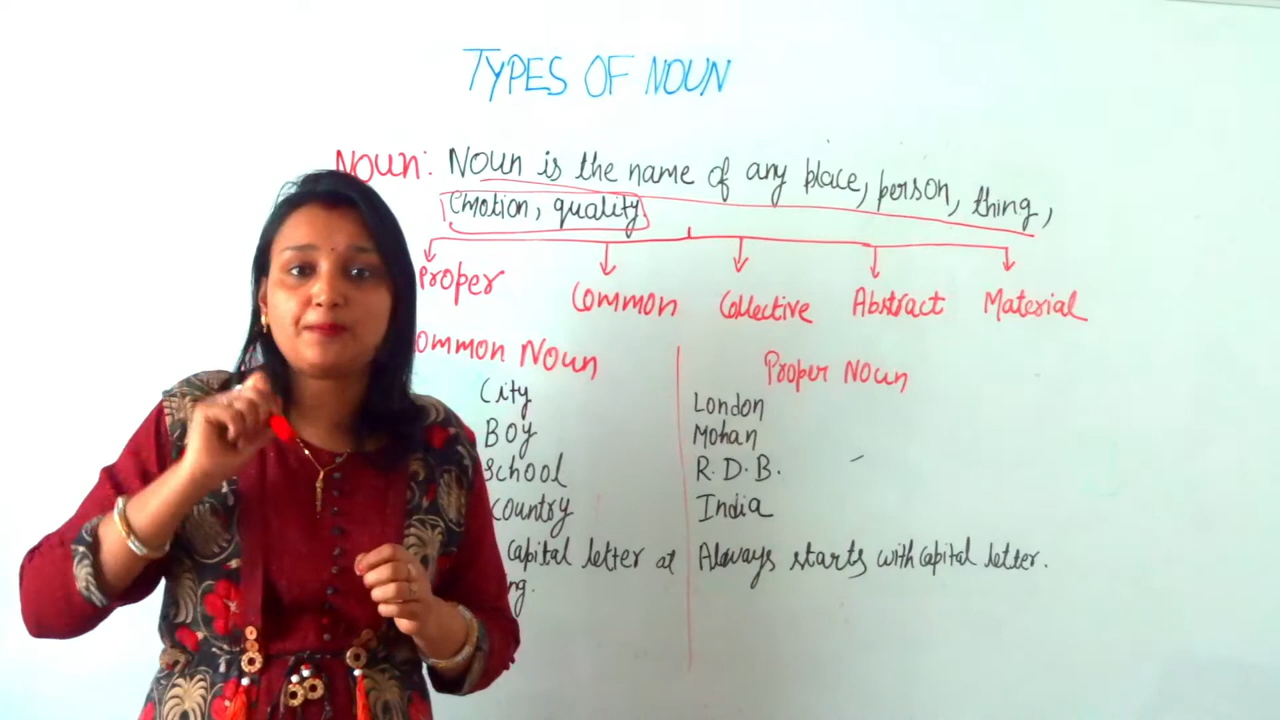 TYPES OF NOUN
NOUN: NOUN is the name of any place, person, thing,
emotion, quality
Proper Common Collective Abstract Material
ommon Noun Proper Noun
City London
Boy Mohan
School R.D.B.
country India
capital letter at Always starts with capital letter.
ng.